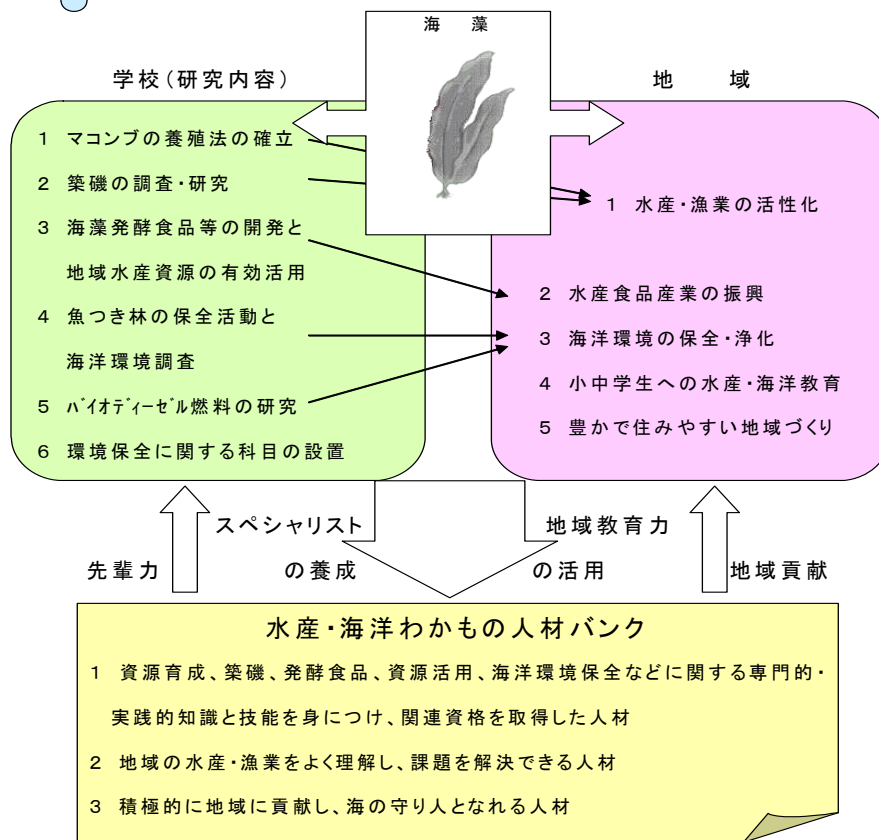 海 藻
学校(研究内容)
1 マコンブの養殖法の確立
2 築磯の調査・研究
3 海藻発酵食品等の開発と
地域水産資源の有効活用
4 魚つき林の保全活動と
海洋環境調査
5 バイオディーゼル燃料の研究
6 環境保全に関する科目の設置
地 域
1 水産・漁業の活性化
2 水産食品産業の振興
3 海洋環境の保全・浄化
4 小中学生への水産・海洋教育
5 豊かで住みやすい地域づくり
先輩力
スペシャリスト
の養成
地域教育力
の活用
地域貢献
水産・海洋わかもの人材バンク
1 資源育成、築磯、発酵食品、資源活用、海洋環境保全などに関する専門的・
実践的知識と技能を身につけ、関連資格を取得した人材
2 地域の水産・漁業をよく理解し、課題を解決できる人材
3 積極的に地域に貢献し、海の守り人となれる人材